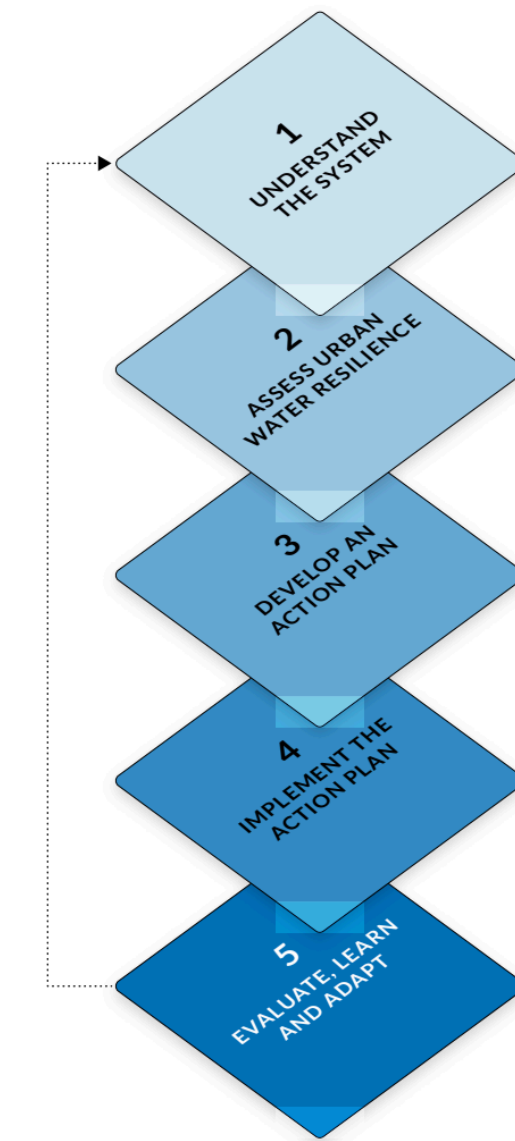 1
UNDERSTAND
THE SYSTEM
2
ASSESS URBAN
WATER RESILIENCE
3
DEVELOP AN
ACTION PLAN
4
IMPLEMENT THE
ACTION PLAN
5
EVALUATE, LEARN
AND ADAPT